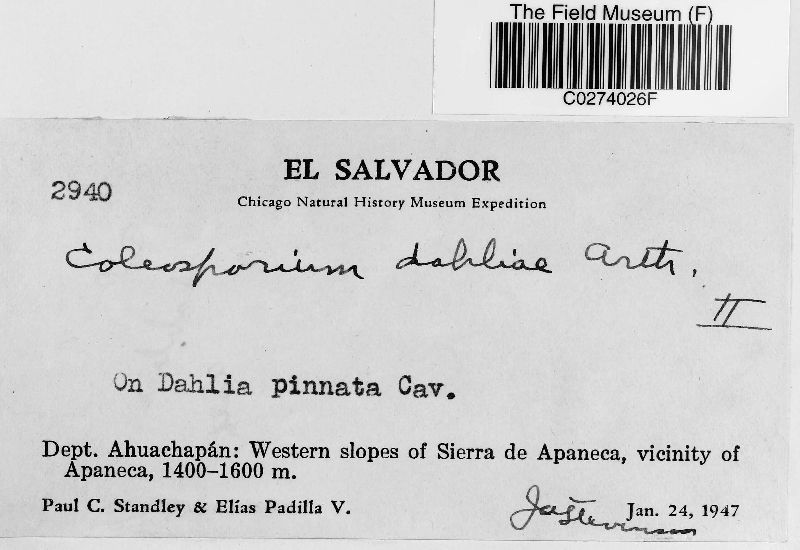 The Field Museum (F)
C0274026F
EL SALVADOR
2940
Chicago Natural History Museum Expedition
Coleosporium dahliae Arth.
II
On Dahlia pinnata Cav.
Dept. Ahuachapán: Western slopes of Sierra de Apaneca, vicinity of
Apaneca, 1400–1600 m.
Paul C. Standley & Elías Padilla V.
JaStevenson
Jan. 24, 1947